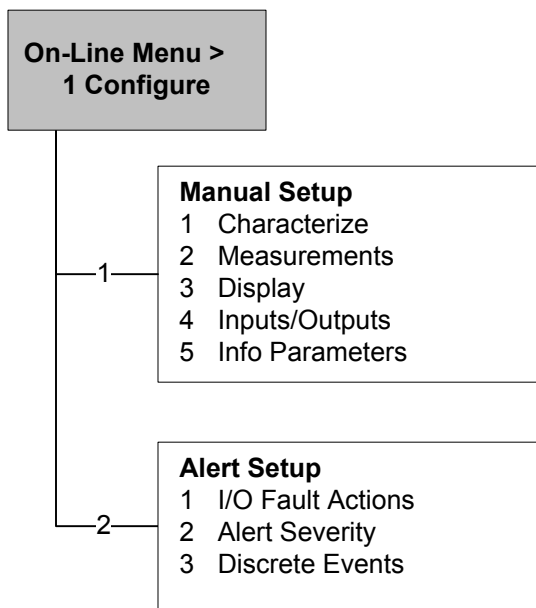 On-Line Menu >
1 Configure
1
Manual Setup
1 Characterize
2 Measurements
3 Display
4 Inputs/Outputs
5 Info Parameters
2
Alert Setup
1 I/O Fault Actions
2 Alert Severity
3 Discrete Events